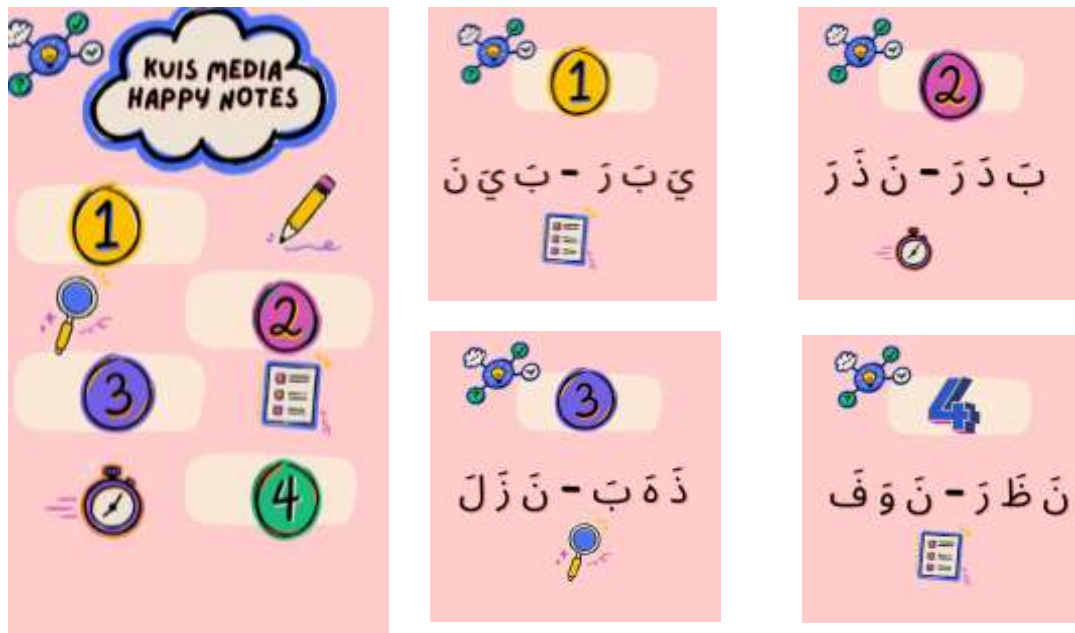 KUIS MEDIA
HAPPY NOTES
1
2
3
4
1
يَ بَ رَ - بَ يَ نَ
2
بَ دَ رَ - نَ ذَ رَ
3
ذَ هَ بَ - نَ زَ لَ
4
نَ ظَ رَ - نَ وَ فَ